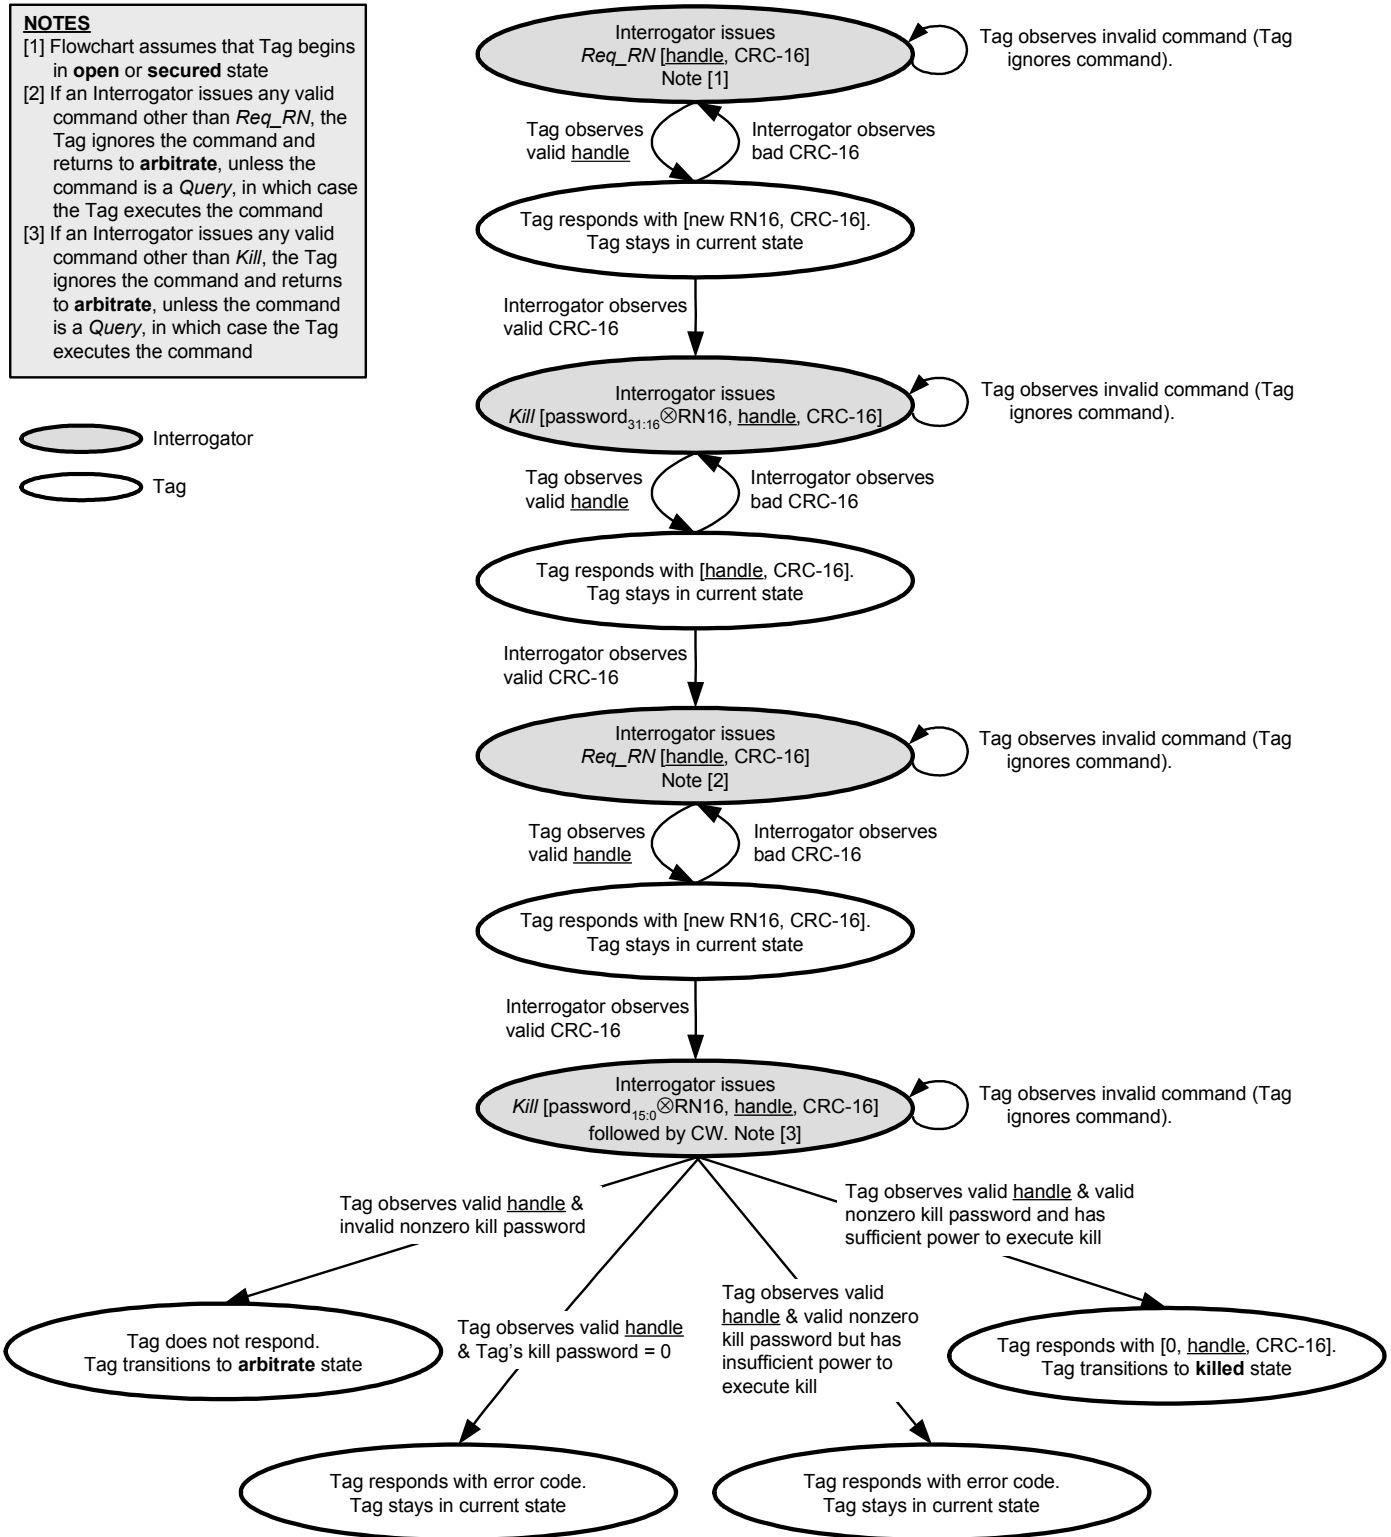 NOTES
[1] Flowchart assumes that Tag begins
in open or secured state
[2] If an Interrogator issues any valid
command other than Req_RN, the
Tag ignores the command and
returns to arbitrate, unless the
command is a Query, in which case
the Tag executes the command
[3] If an Interrogator issues any valid
command other than Kill, the Tag
ignores the command and returns
to arbitrate, unless the command
is a Query, in which case the Tag
executes the command
Interrogator
Tag
Interrogator issues
Req_RN [handle, CRC-16]
Note [1]
Tag observes invalid command (Tag
ignores command).
Tag observes
valid handle
Interrogator observes
bad CRC-16
Tag responds with [new RN16, CRC-16].
Tag stays in current state
Interrogator observes
valid CRC-16
Interrogator issues
Kill [password31:16⊗RN16, handle, CRC-16]
Tag observes invalid command (Tag
ignores command).
Tag observes
valid handle
Interrogator observes
bad CRC-16
Tag responds with [handle, CRC-16].
Tag stays in current state
Interrogator observes
valid CRC-16
Interrogator issues
Req_RN [handle, CRC-16]
Note [2]
Tag observes invalid command (Tag
ignores command).
Tag observes
valid handle
Interrogator observes
bad CRC-16
Tag responds with [new RN16, CRC-16].
Tag stays in current state
Interrogator observes
valid CRC-16
Interrogator issues
Kill [password15:0⊗RN16, handle, CRC-16]
followed by CW. Note [3]
Tag observes invalid command (Tag
ignores command).
Tag observes valid handle &
invalid nonzero kill password
Tag observes valid handle & valid
nonzero kill password and has
sufficient power to execute kill
Tag observes valid handle
& Tag's kill password = 0
Tag observes valid
handle & valid nonzero
kill password but has
insufficient power to
execute kill
Tag does not respond.
Tag transitions to arbitrate state
Tag responds with [0, handle, CRC-16].
Tag transitions to killed state
Tag responds with error code.
Tag stays in current state
Tag responds with error code.
Tag stays in current state